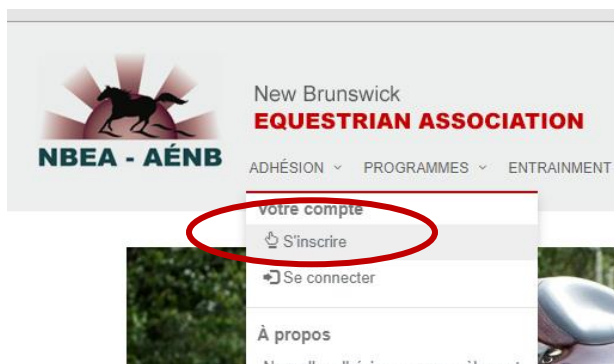 New Brunswick
EQUESTRIAN ASSOCIATION
NBEA - AÉNB
ADHÉSION PROGRAMMES ENTRAINMENT
Votre compte
S'inscrire
Se connecter
À propos